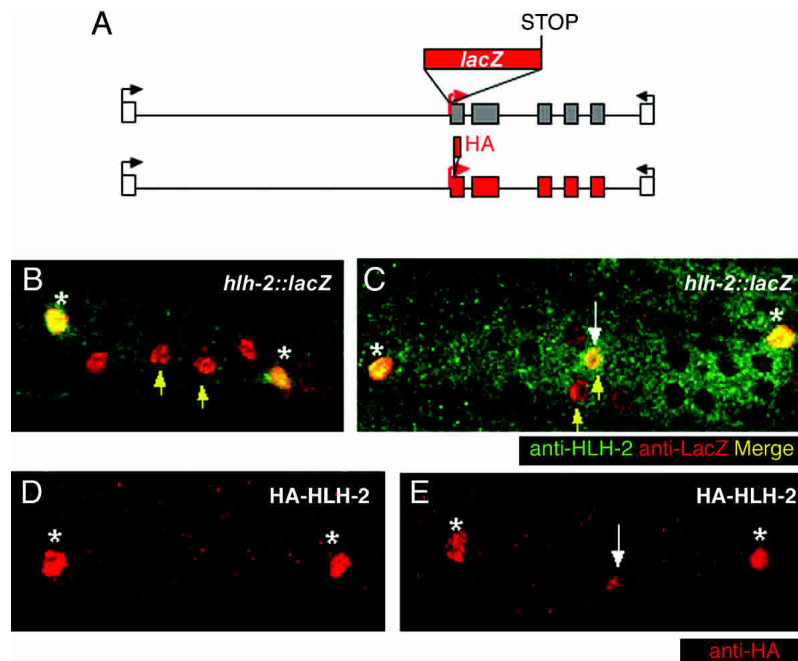 A
STOP
lacZ
HA
B
hlh-2::lacZ
*
*
C
hlh-2::lacZ
*
*
anti-HLH-2 anti-LacZ Merge
D
HA-HLH-2
*
*
E
HA-HLH-2
*
*
anti-HA